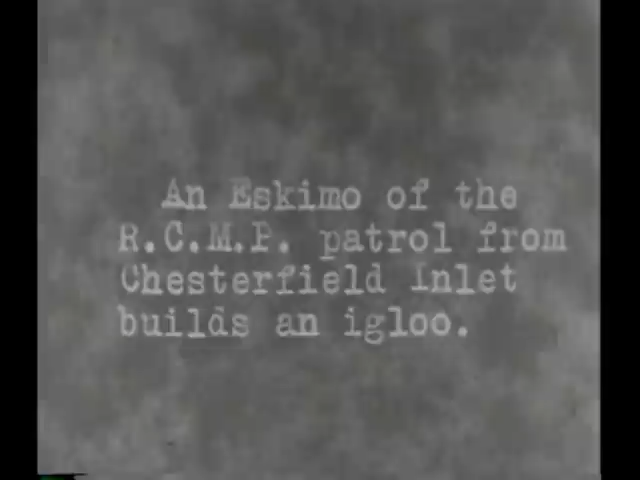 An Eskimo of the
R.C.M.P. patrol from
Chesterfield Inlet
builds an igloo.